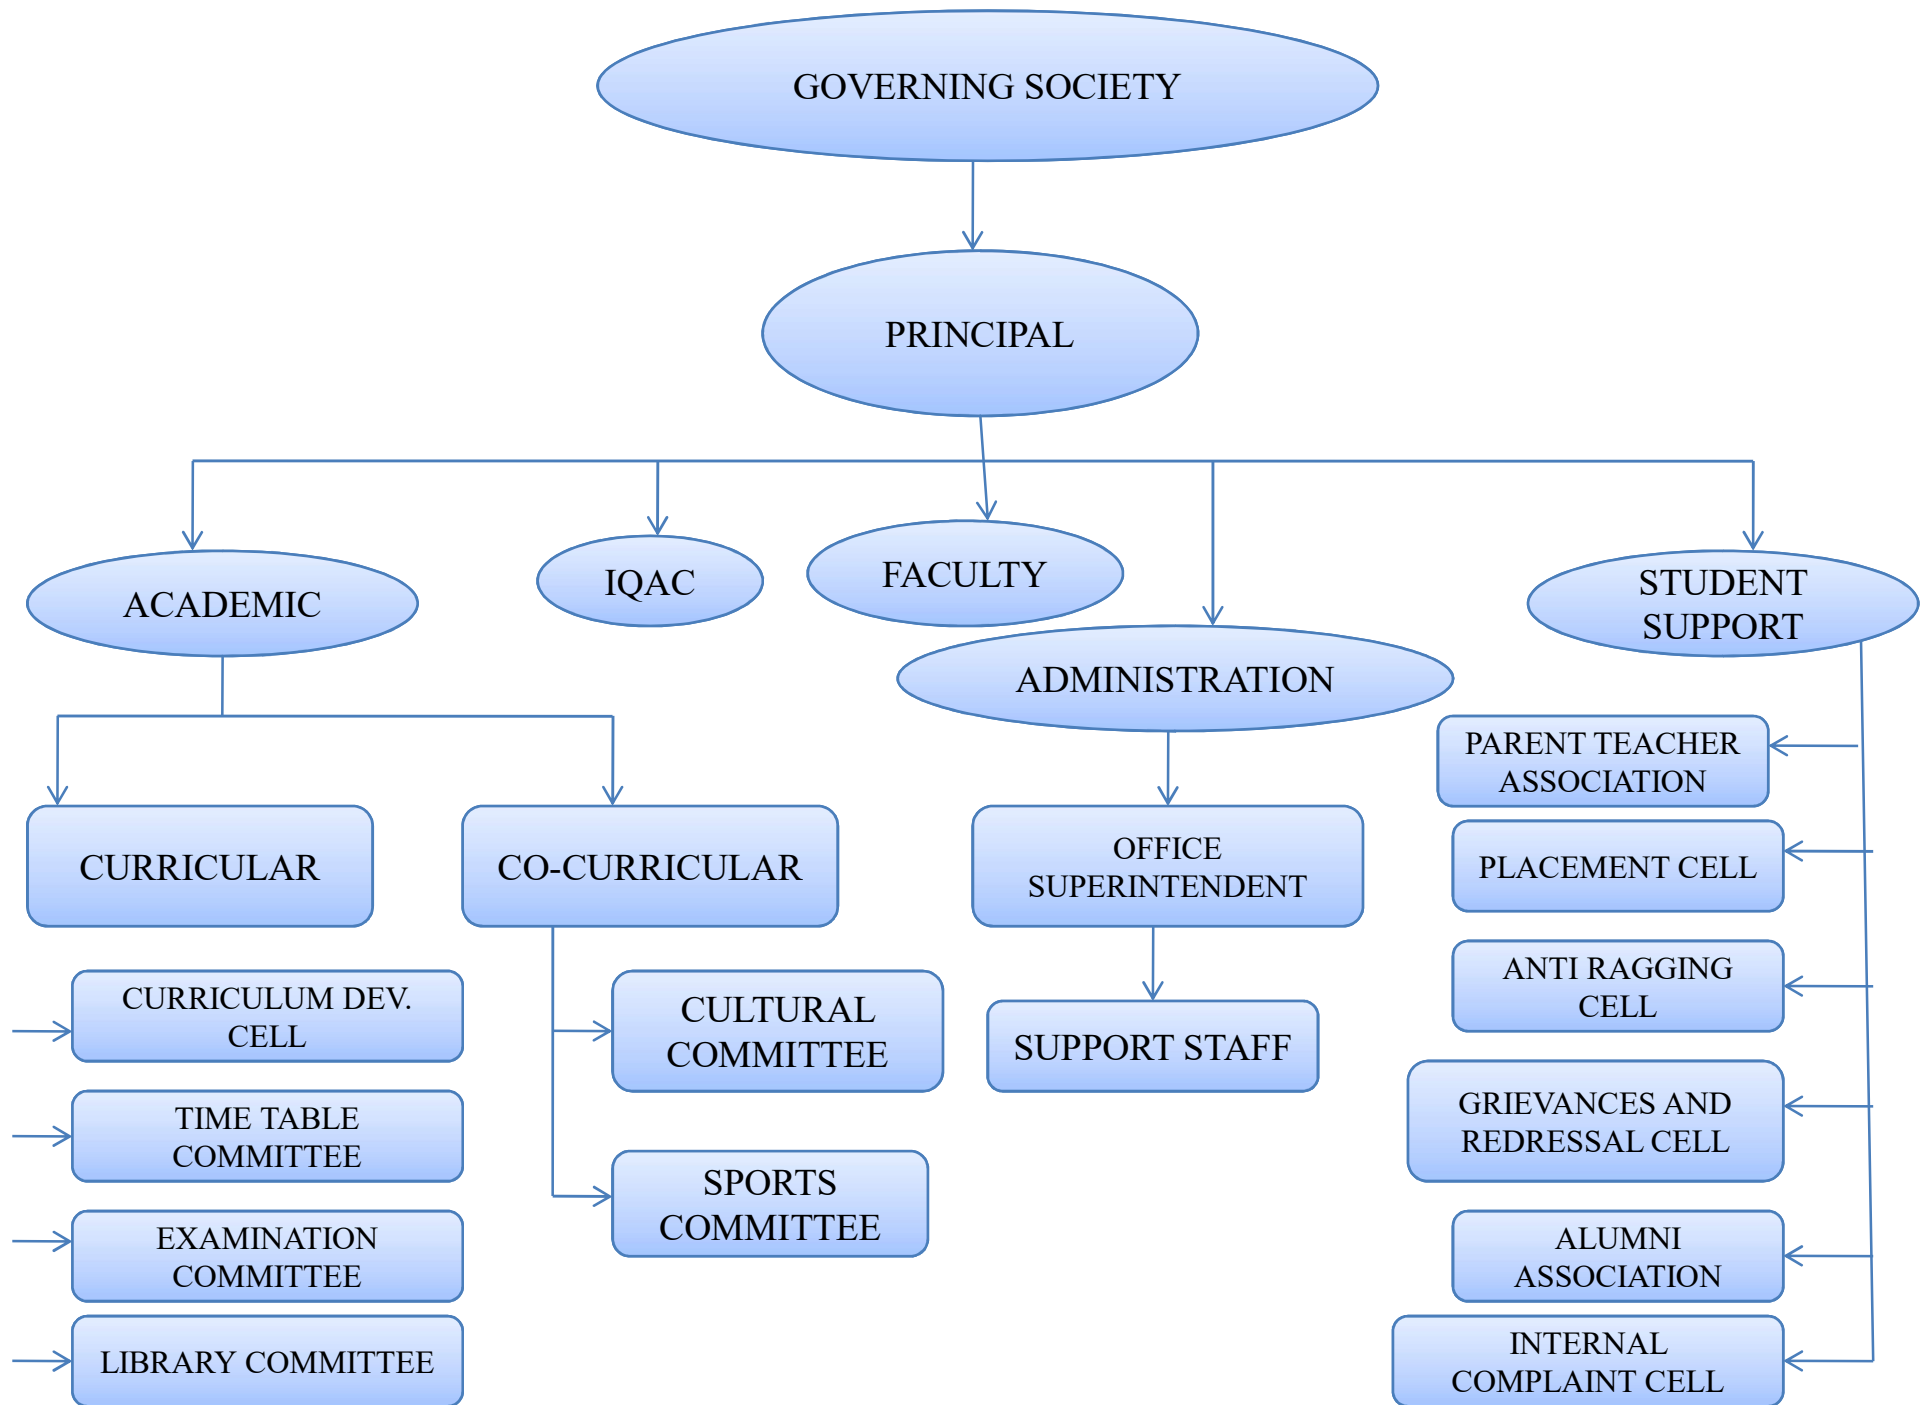 GOVERNING SOCIETY
PRINCIPAL
ACADEMIC
IQAC
FACULTY
ADMINISTRATION
STUDENT
SUPPORT
CURRICULAR
CO-CURRICULAR
OFFICE
SUPERINTENDENT
PARENT TEACHER
ASSOCIATION
PLACEMENT CELL
CURRICULUM DEV.
CELL
CULTURAL
COMMITTEE
SUPPORT STAFF
ANTI RAGGING
CELL
TIME TABLE
COMMITTEE
SPORTS
COMMITTEE
GRIEVANCES AND
REDRESSAL CELL
EXAMINATION
COMMITTEE
ALUMNI
ASSOCIATION
LIBRARY COMMITTEE
INTERNAL
COMPLAINT CELL